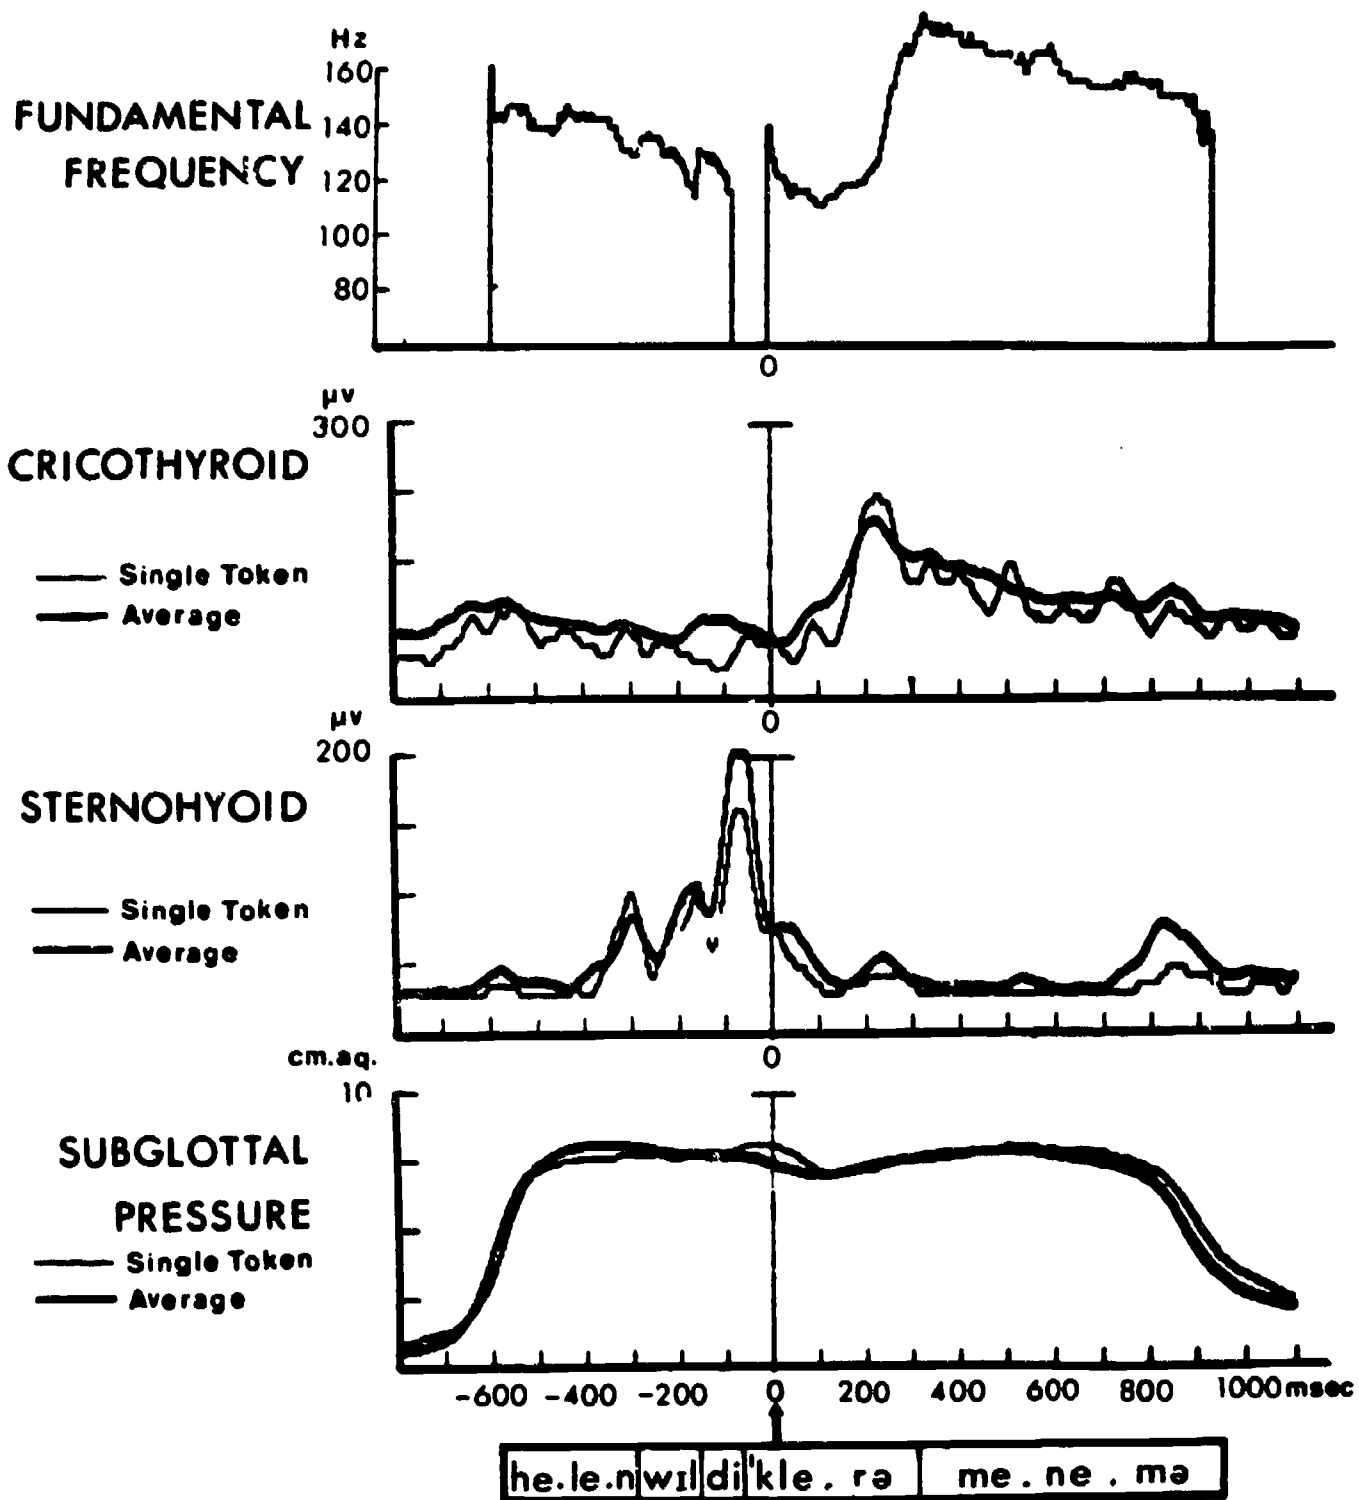 Hz
160
FUNDAMENTAL
FREQUENCY
140
120
100
80
0
µv
300
CRICOTHYROID
Single Token
Average
0
µv
200
STERNOHYOID
Single Token
Average
0
cm.aq.
10
SUBGLOTTAL
PRESSURE
Single Token
Average
-600 -400 -200 0 200 400 600 800 1000 msec
he.le.n wɪl di ˈkle.rə me.ne.mə